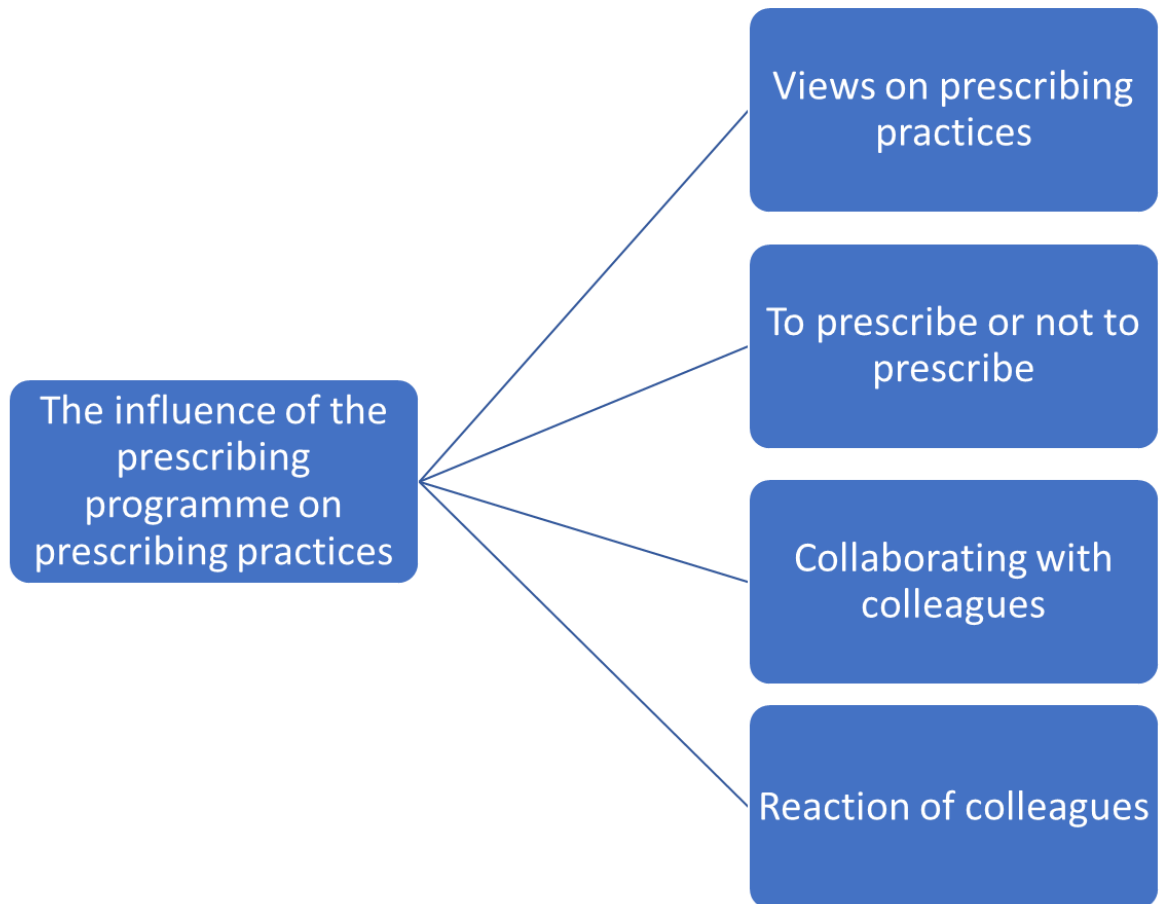 The influence of the
prescribing
programme on
prescribing practices
Views on prescribing
practices
To prescribe or not to
prescribe
Collaborating with
colleagues
Reaction of colleagues